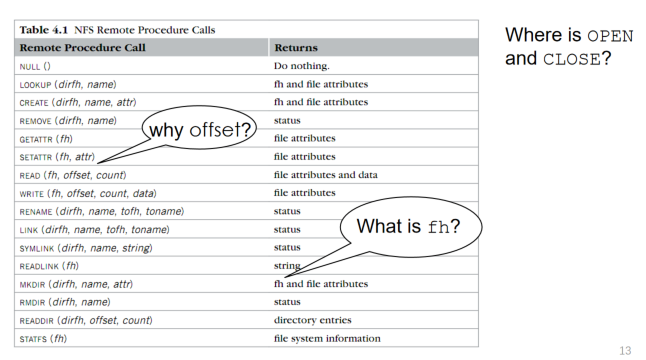 Table 4.1 NFS Remote Procedure Calls
Remote Procedure Call Returns
NULL () Do nothing.
LOOKUP (dirfh, name) fh and file attributes
CREATE (dirfh, name, attr) fh and file attributes
REMOVE (dirfh, name) status
GETATTR (fh) file attributes
SETATTR (fh, attr) file attributes
READ (fh, offset, count) file attributes and data
WRITE (fh, offset, count, data) file attributes
RENAME (dirfh, name, tofh, toname) status
LINK (dirfh, name, tofh, toname) status
SYMLINK (dirfh, name, string) status
READLINK (fh) string
MKDIR (dirfh, name, attr) fh and file attributes
RMDIR (dirfh, name) status
READDIR (dirfh, offset, count) directory entries
STATFS (fh) file system information
why offset?
What is fh?
Where is OPEN
and CLOSE?
13